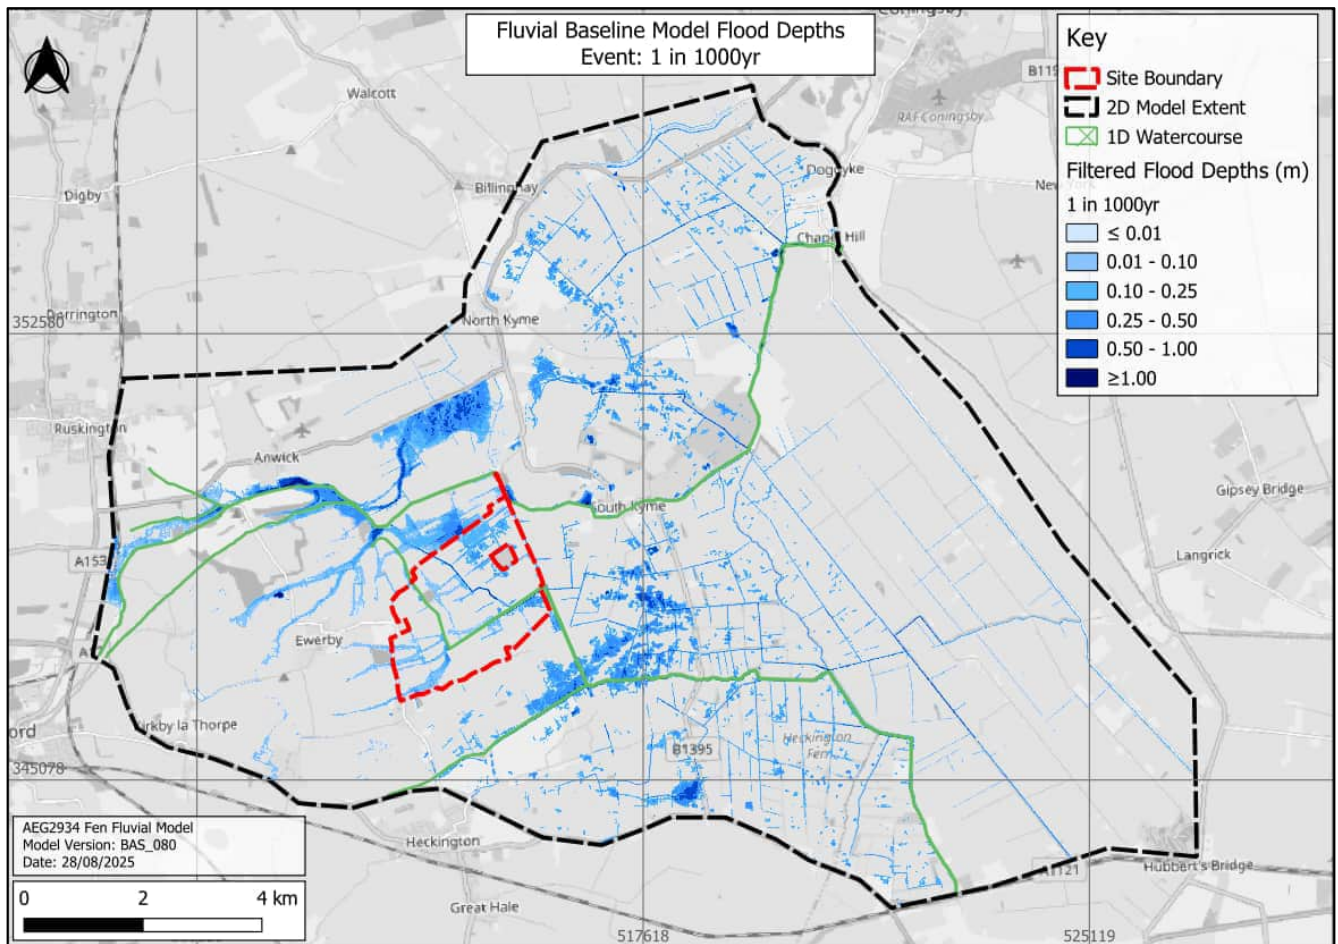 Fluvial Baseline Model Flood Depths
Event: 1 in 1000yr
Key
Site Boundary
2D Model Extent
1D Watercourse
Filtered Flood Depths (m)
1 in 1000yr
≤ 0.01
0.01 - 0.10
0.10 - 0.25
0.25 - 0.50
0.50 - 1.00
≥1.00
Walcott
RAF Coningsby
Digby
Billinghay
Dogdyke
Chapel Hill
352580
North Kyme
Ruskington
Anwick
Gipsey Bridge
South Kyme
Langrick
A153
Ewerby
Kirkby la Thorpe
Heckington
Fen
B1395
345078
AEG2934 Fen Fluvial Model
Model Version: BAS_080
Date: 28/08/2025
Heckington
Hubbert's Bridge
A1121
0 2 4 km
Great Hale
517618
525119